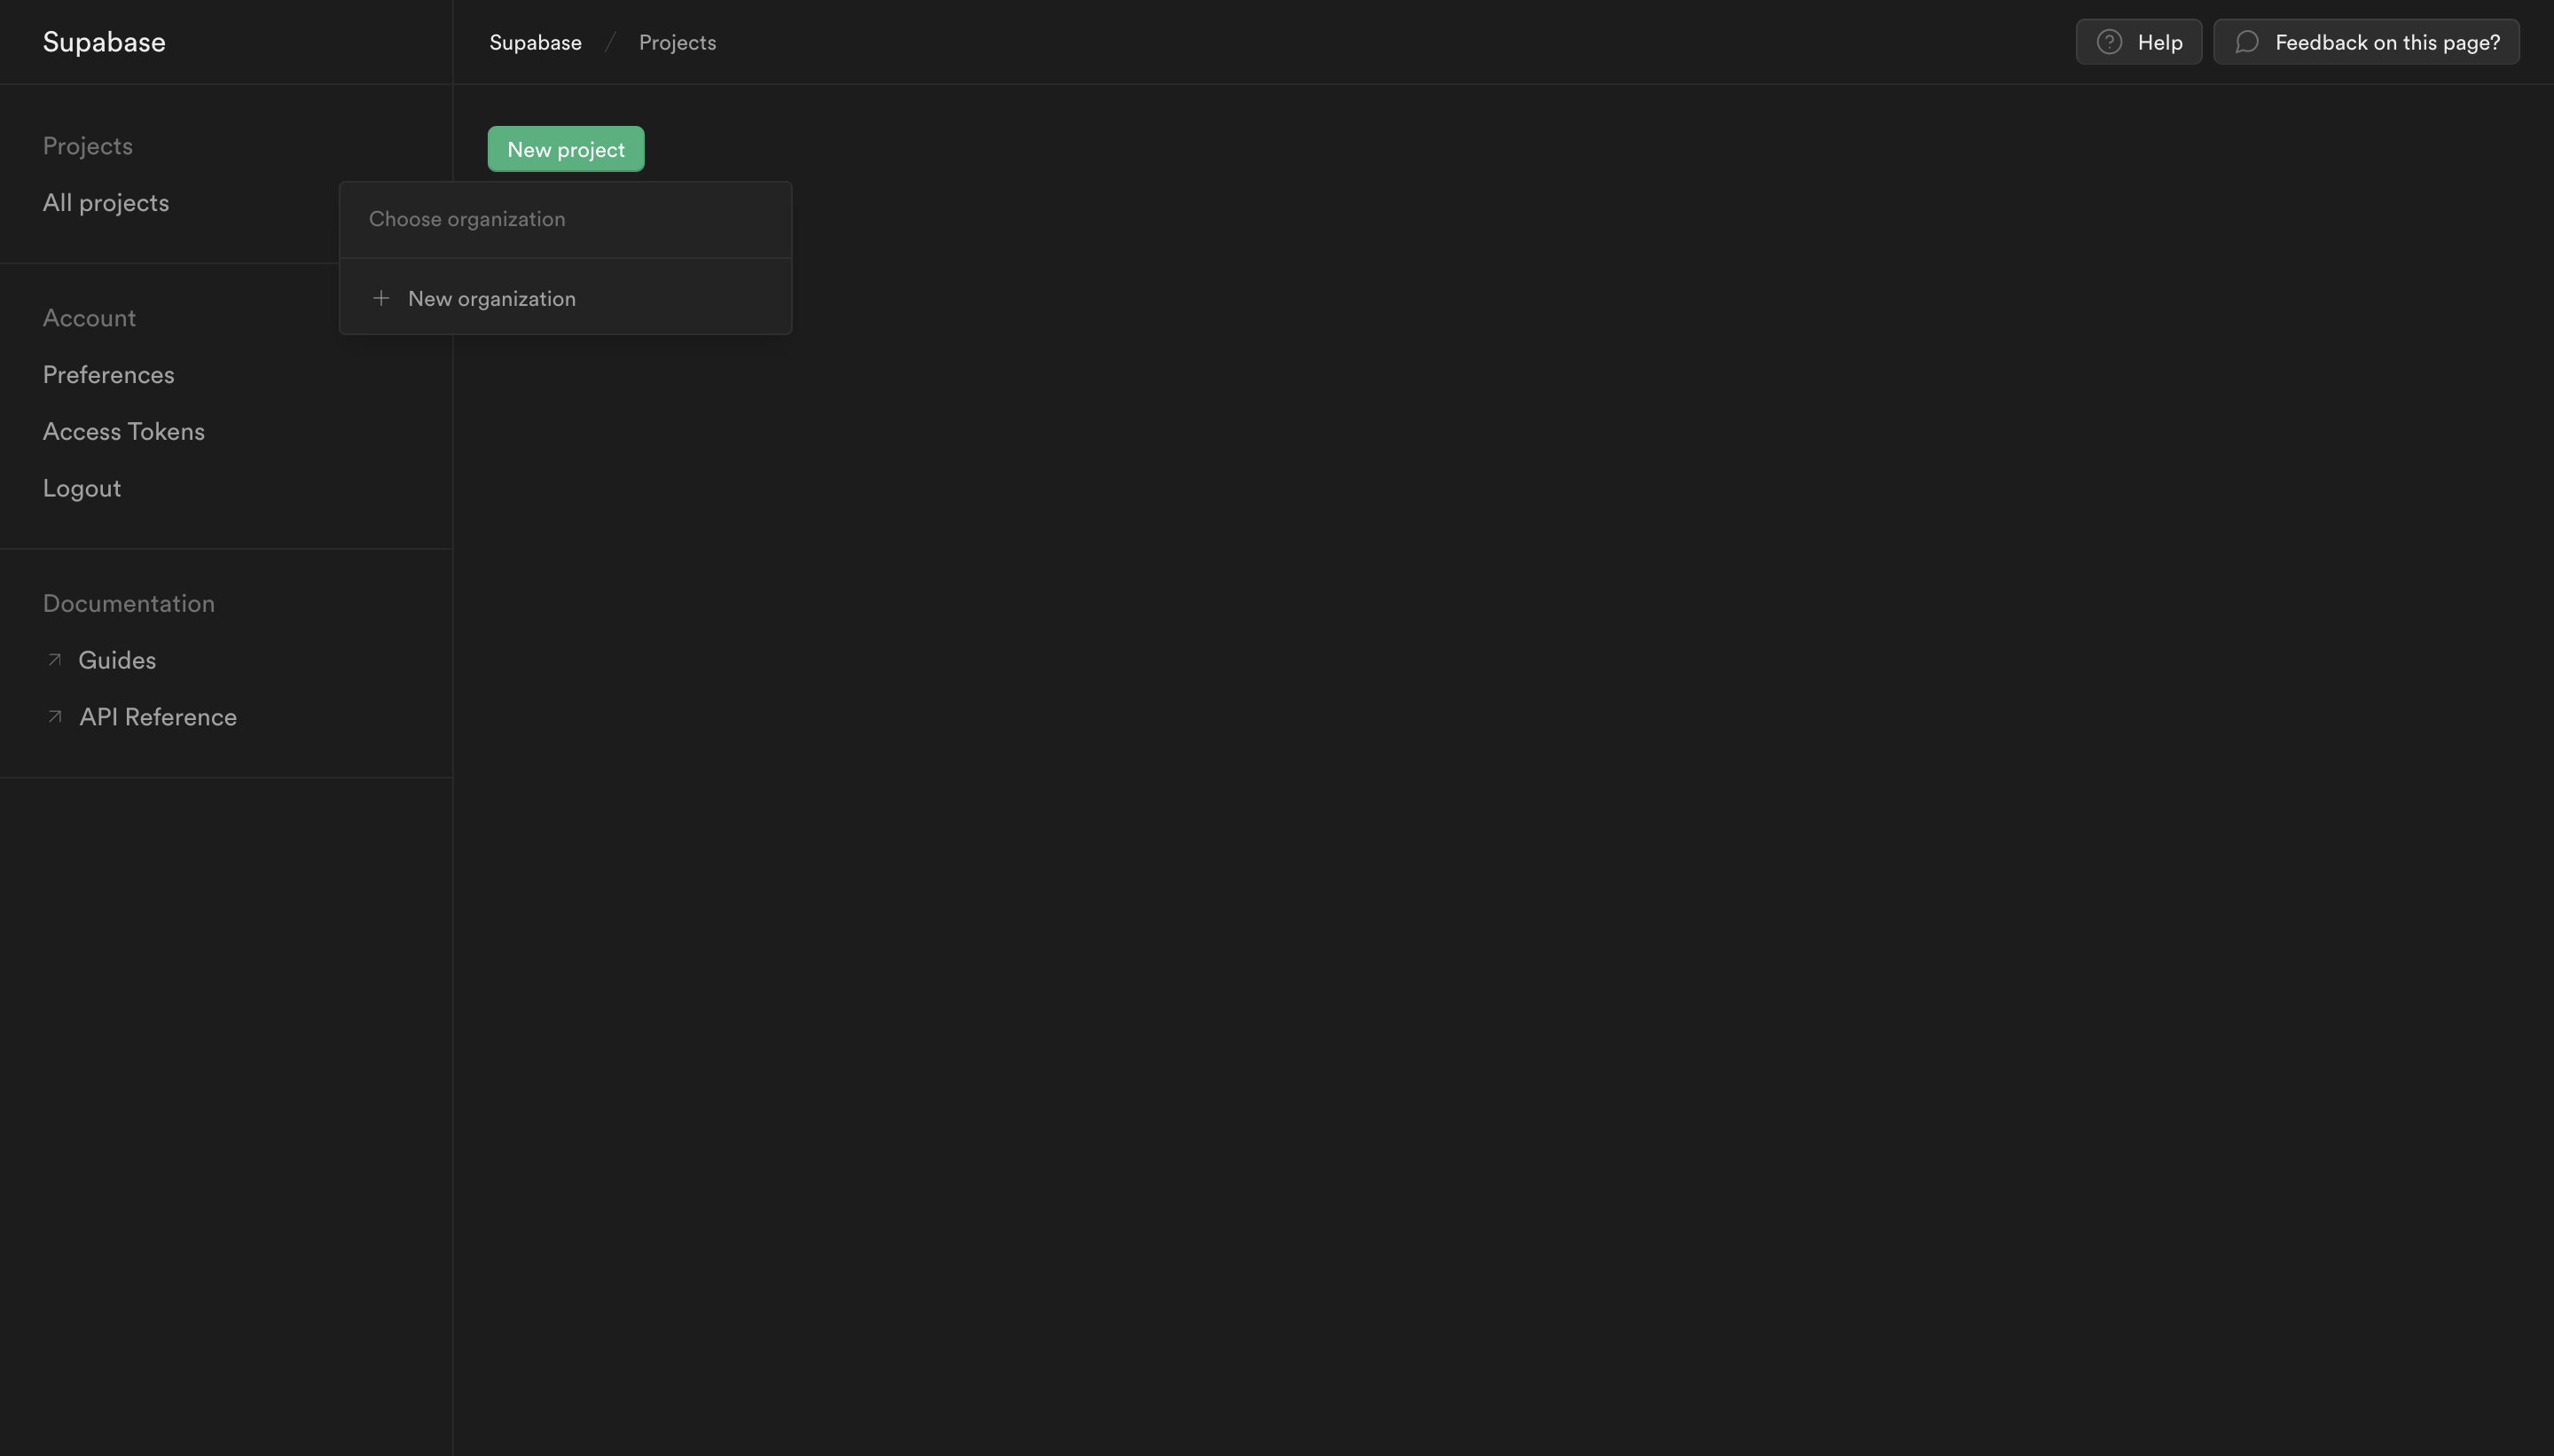 Supabase
Supabase / Projects
Help
Feedback on this page?
Projects
All projects
New project
Choose organization
New organization
Account
Preferences
Access Tokens
Logout
Documentation
Guides
API Reference